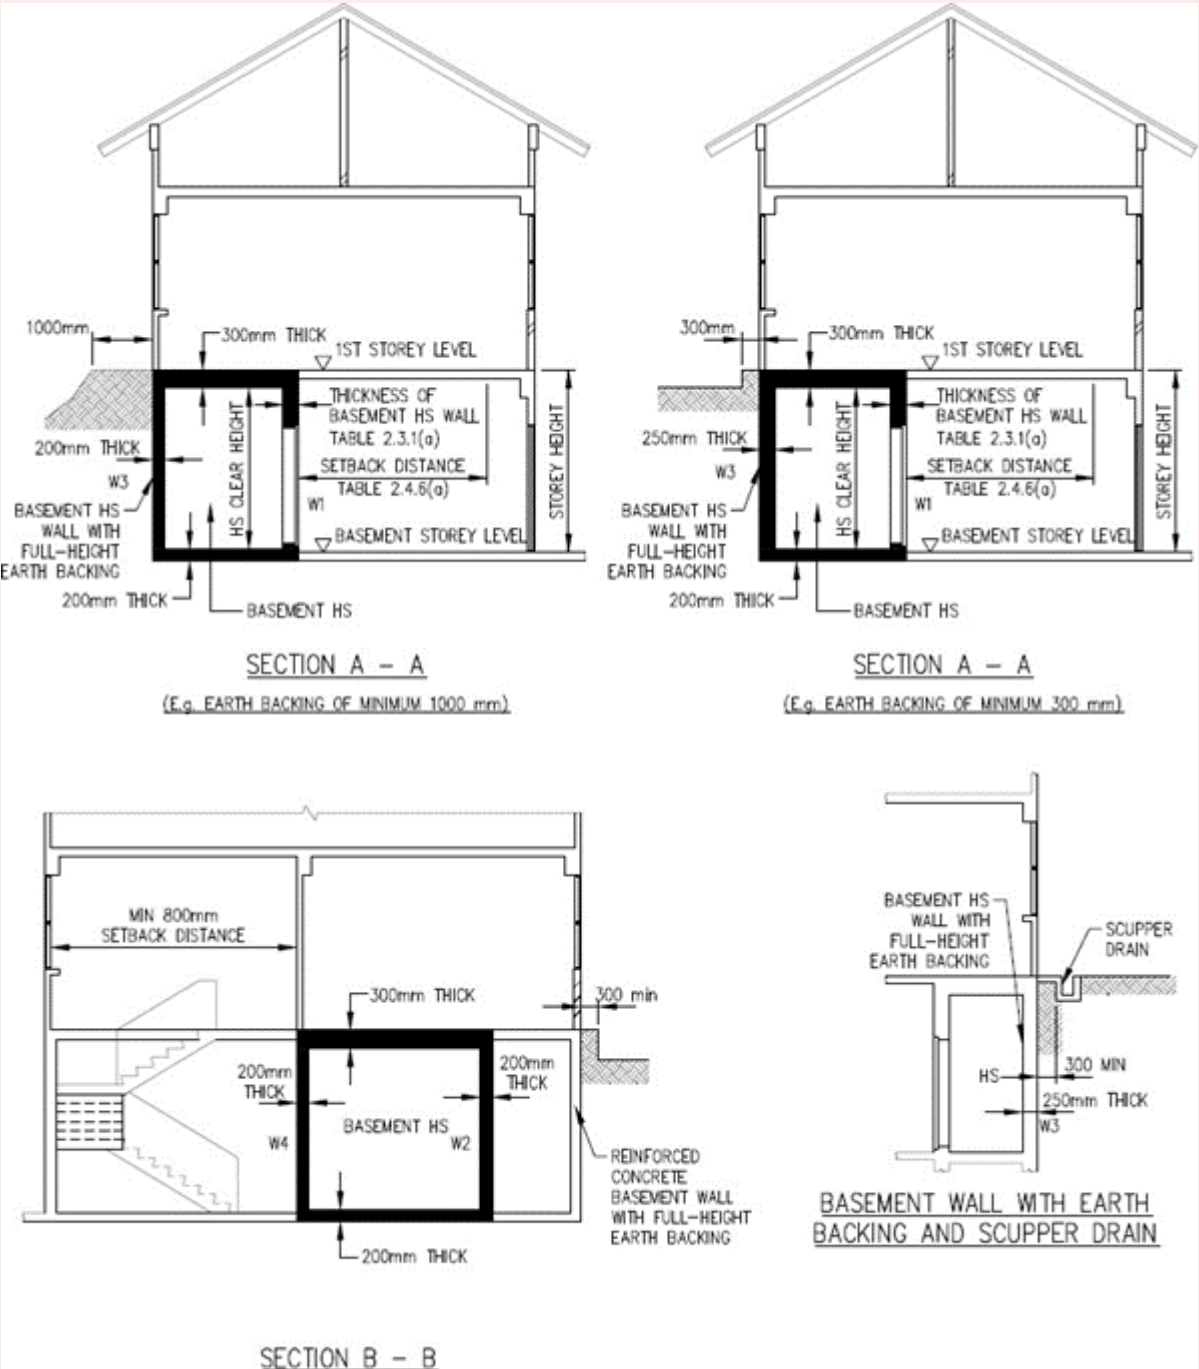 1000mm
300mm THICK
1ST STOREY LEVEL
THICKNESS OF
BASEMENT HS WALL
TABLE 2.3.1(a)
200mm THICK
W3
HS CLEAR HEIGHT
SETBACK DISTANCE
TABLE 2.4.6(a)
W1
STOREY HEIGHT
BASEMENT HS
WALL WITH
FULL-HEIGHT
EARTH BACKING
BASEMENT STOREY LEVEL
200mm THICK
BASEMENT HS
SECTION A - A
(E.g. EARTH BACKING OF MINIMUM 1000 mm)
300mm
300mm THICK
1ST STOREY LEVEL
THICKNESS OF
BASEMENT HS WALL
TABLE 2.3.1(a)
250mm THICK
W3
HS CLEAR HEIGHT
SETBACK DISTANCE
TABLE 2.4.6(a)
W1
STOREY HEIGHT
BASEMENT HS
WALL WITH
FULL-HEIGHT
EARTH BACKING
BASEMENT STOREY LEVEL
200mm THICK
BASEMENT HS
SECTION A - A
(E.g. EARTH BACKING OF MINIMUM 300 mm)
MIN 800mm
SETBACK DISTANCE
300mm THICK
300 min
200mm
THICK
200mm
THICK
W4
BASEMENT HS
W2
REINFORCED
CONCRETE
BASEMENT WALL
WITH FULL-HEIGHT
EARTH BACKING
200mm THICK
SECTION B - B
BASEMENT HS
WALL WITH
FULL-HEIGHT
EARTH BACKING
SCUPPER
DRAIN
HS
300 MIN
250mm THICK
W3
BASEMENT WALL WITH EARTH
BACKING AND SCUPPER DRAIN